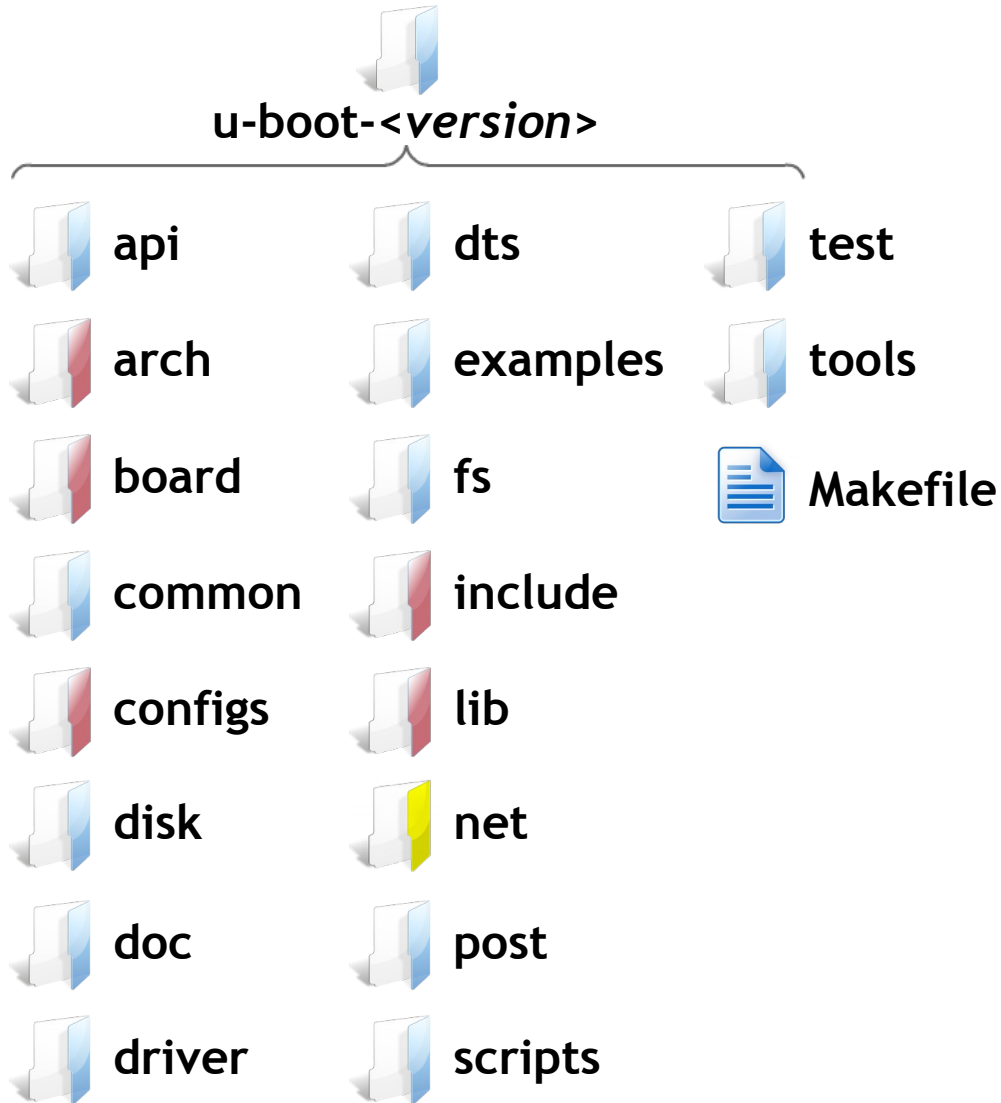 u-boot-<version>
api
arch
board
common
configs
disk
doc
driver
dts
examples
fs
include
lib
net
post
scripts
test
tools
Makefile